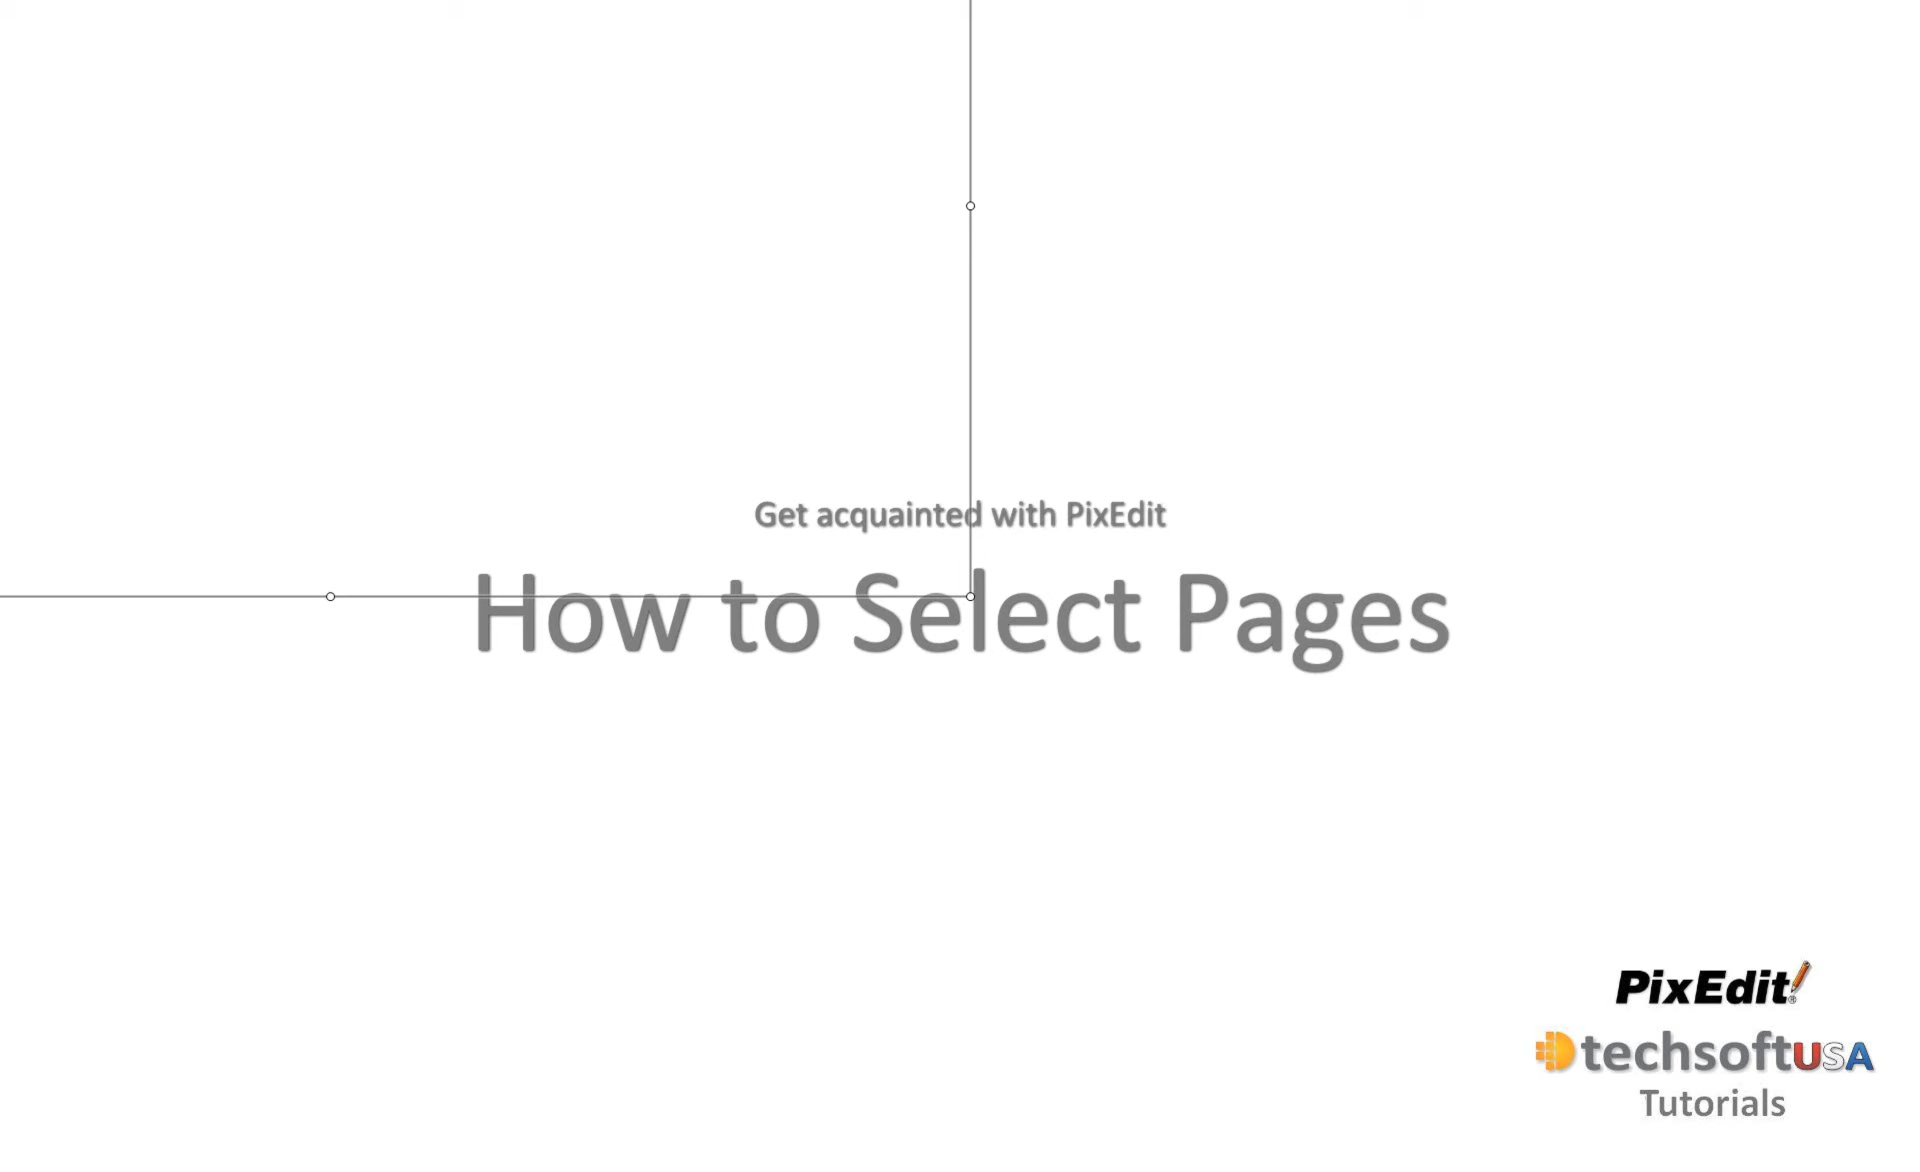 Get acquainted with PixEdit
How to Select Pages
PixEdit!®
techsoftUSA
Tutorials